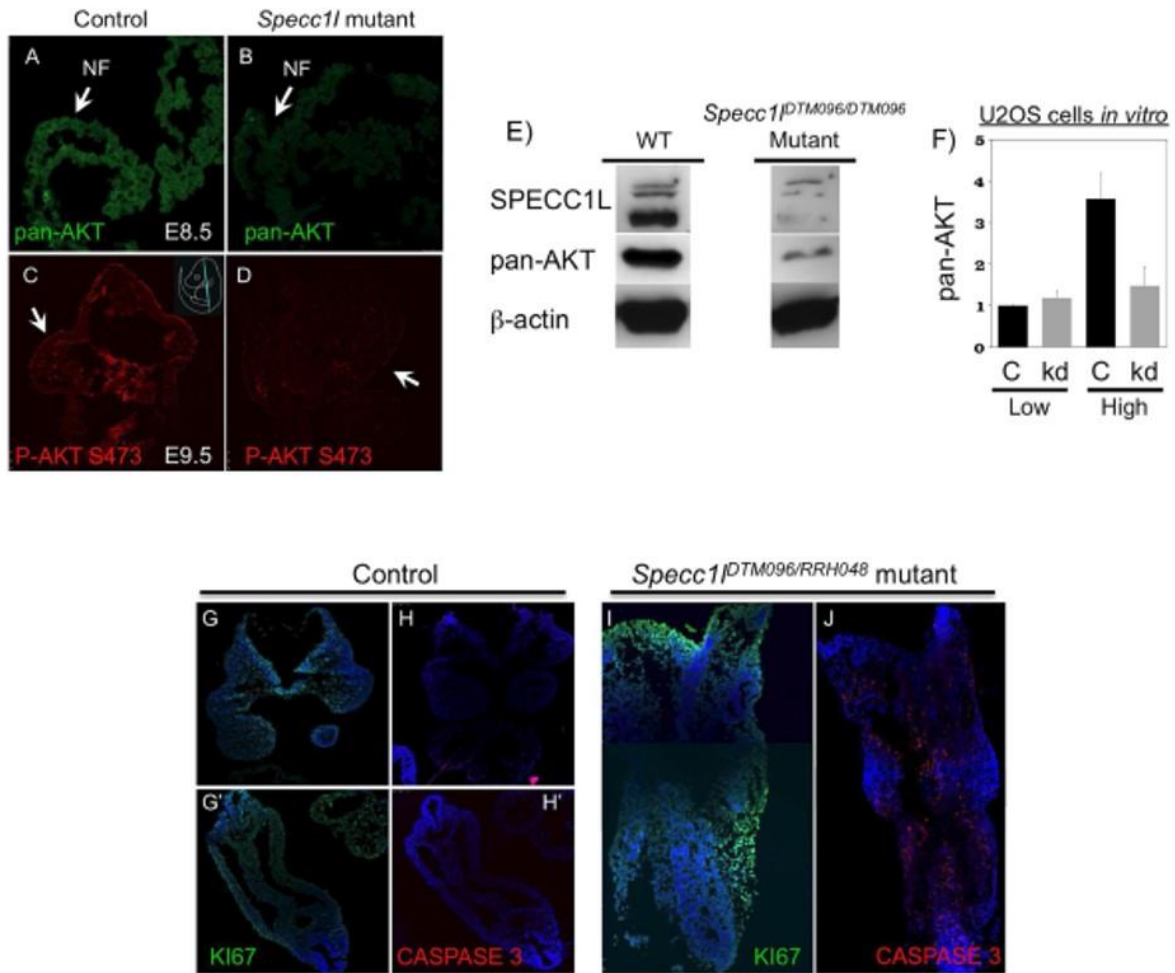 Control Specc1l mutant
A NF
B NF
pan-AKT E8.5
pan-AKT
C
D
P-AKT S473 E9.5
P-AKT S473
E)
WT
Specc1l^DTM096/DTM096
Mutant
SPECC1L
pan-AKT
β-actin
F)
U2OS cells in vitro
pan-AKT
5
4
3
2
1
0
C kd C kd
Low High
Control
Specc1l^DTM096/RRH048 mutant
G
H
I
J
G'
H'
KI67
CASPASE 3
KI67
CASPASE 3